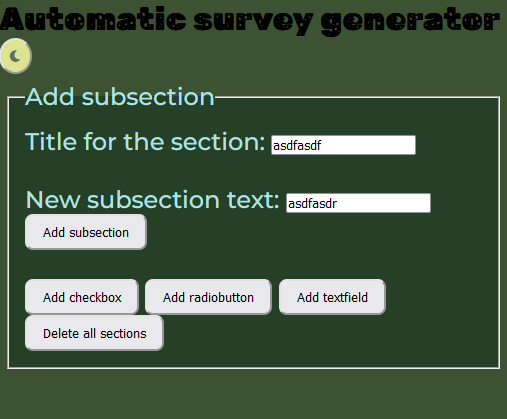 Automatic survey generator
Add subsection
Title for the section: asdfasdf
New subsection text: asdfasdr
Add subsection
Add checkbox Add radiobutton Add textfield
Delete all sections